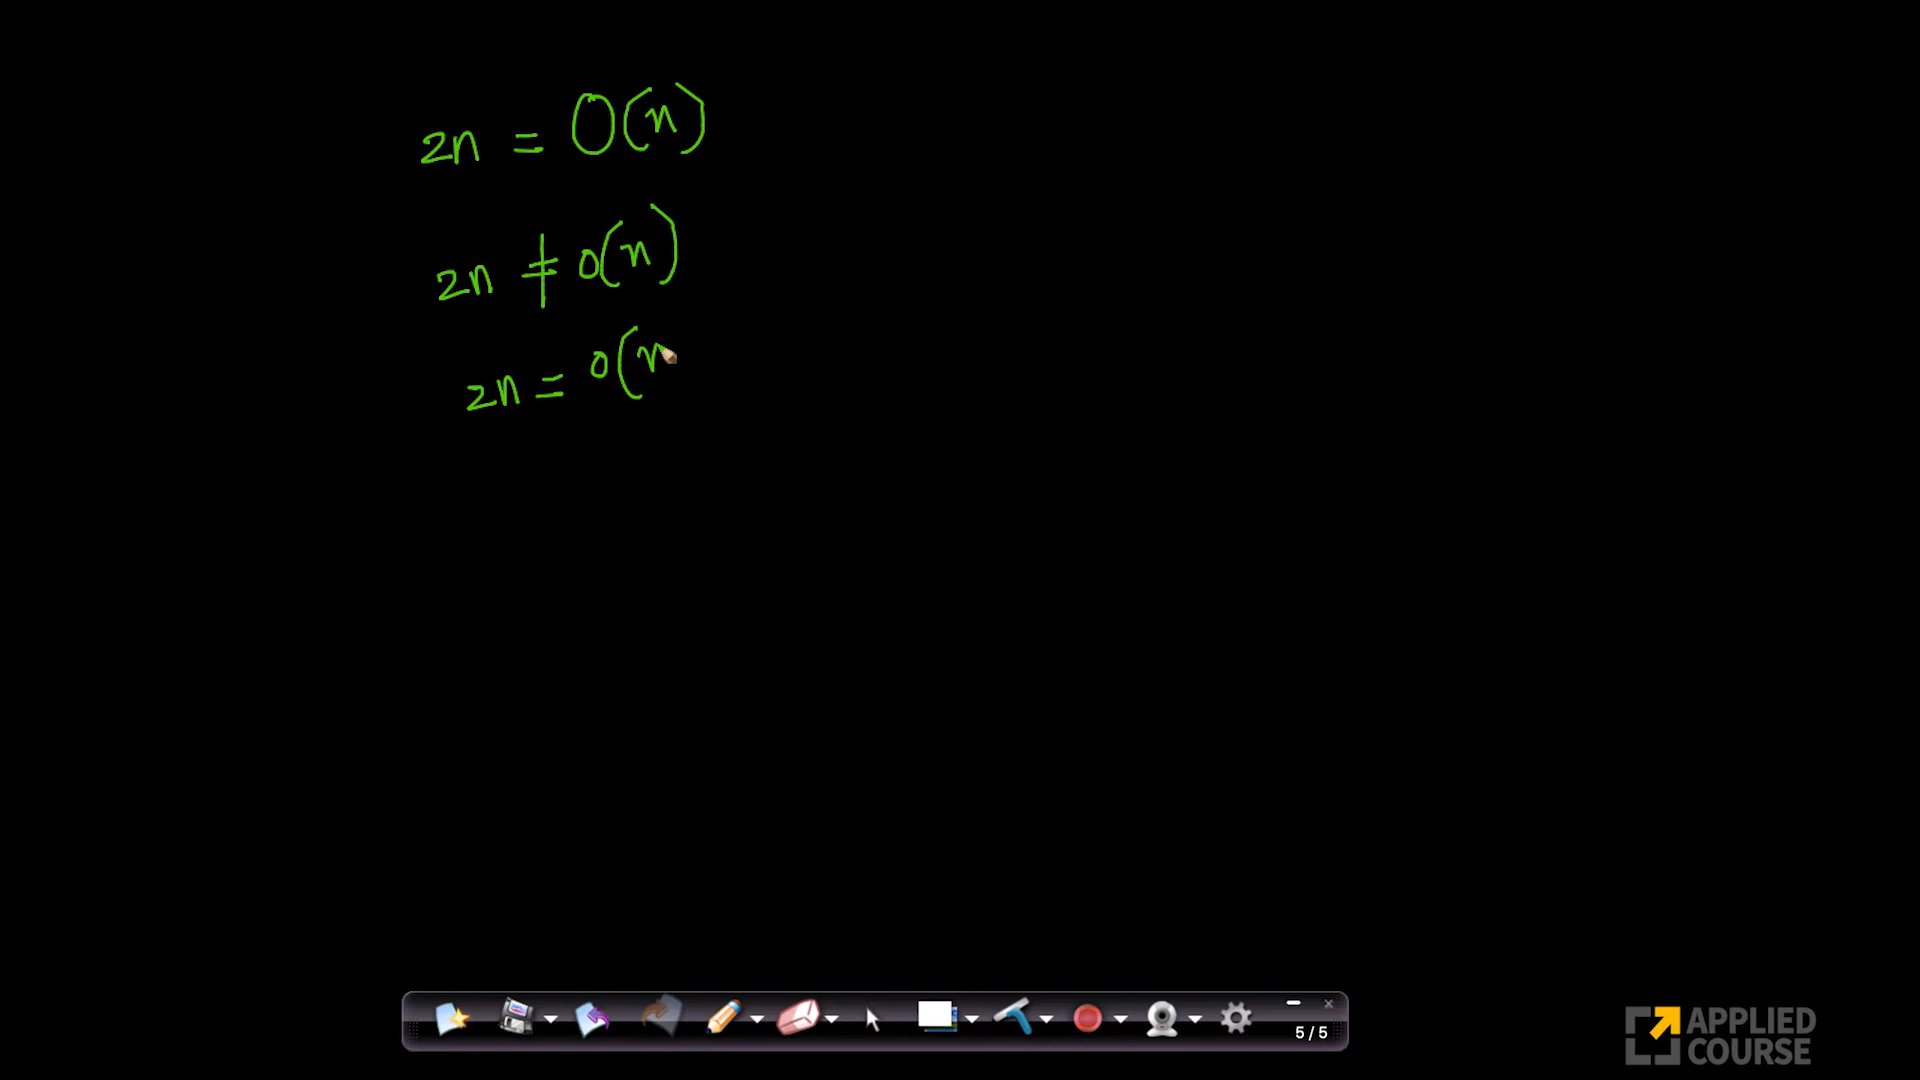 2n = O(n)
2n ≠ o(n)
2n = o(n
5 / 5
APPLIED
COURSE